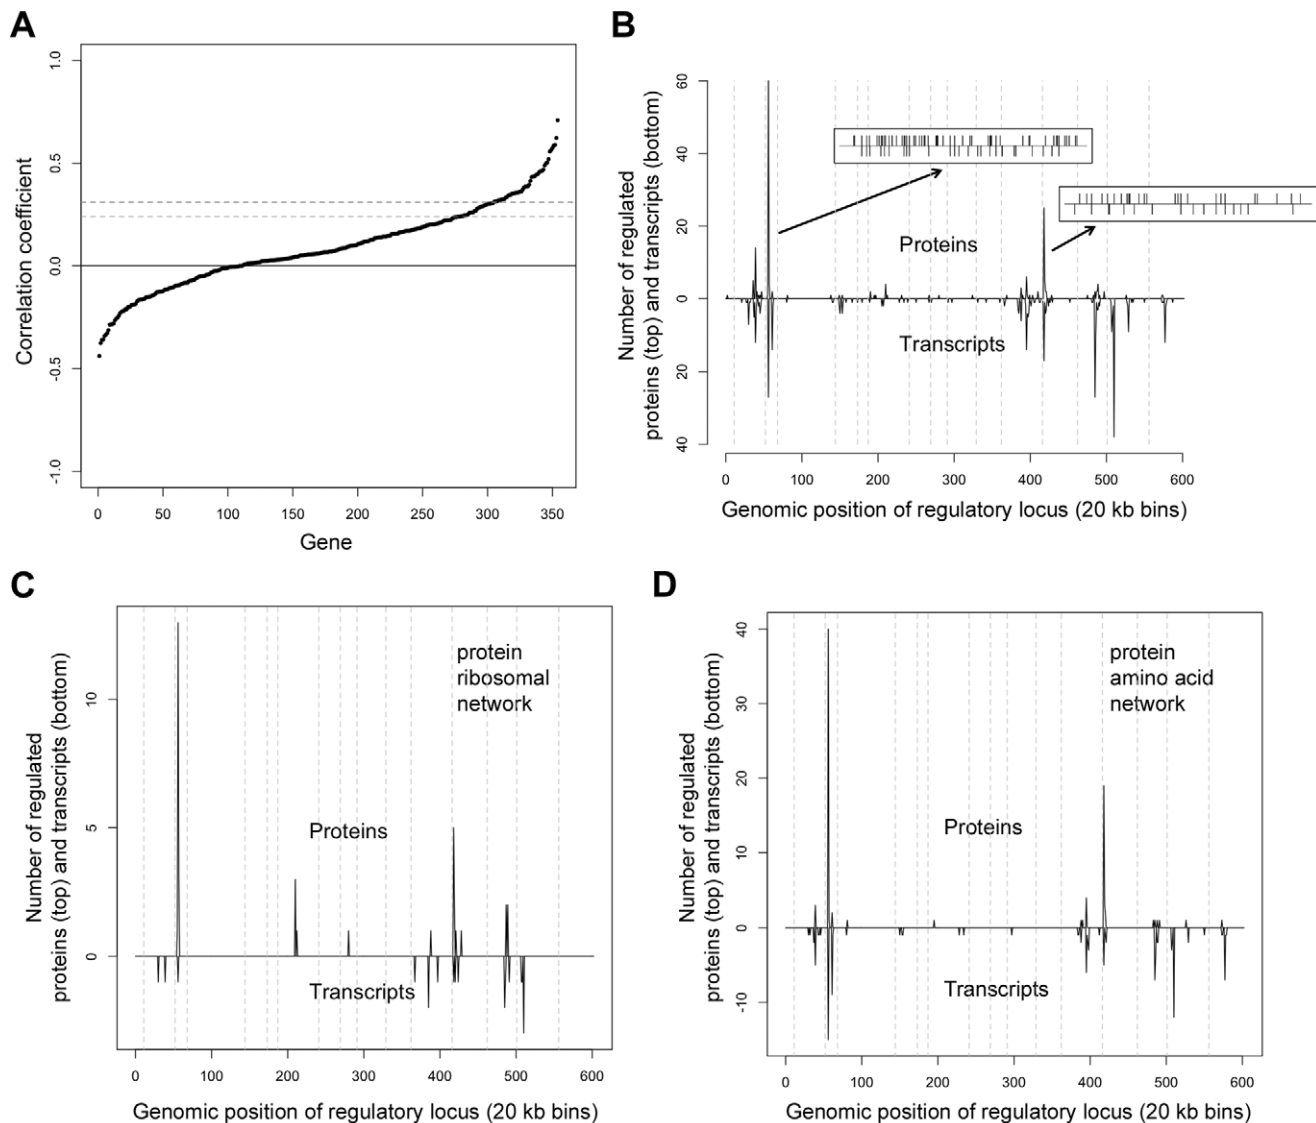 A
Correlation coefficient
1.0
0.5
0.0
-0.5
-1.0
0 50 100 150 200 250 300 350
Gene
B
Number of regulated
proteins (top) and transcripts (bottom)
60
40
20
0
20
40
Proteins
Transcripts
0 100 200 300 400 500 600
Genomic position of regulatory locus (20 kb bins)
C
Number of regulated
proteins (top) and transcripts (bottom)
10
5
0
protein
ribosomal
network
Proteins
Transcripts
0 100 200 300 400 500 600
Genomic position of regulatory locus (20 kb bins)
D
Number of regulated
proteins (top) and transcripts (bottom)
40
30
20
10
0
-10
protein
amino acid
network
Proteins
Transcripts
0 100 200 300 400 500 600
Genomic position of regulatory locus (20 kb bins)